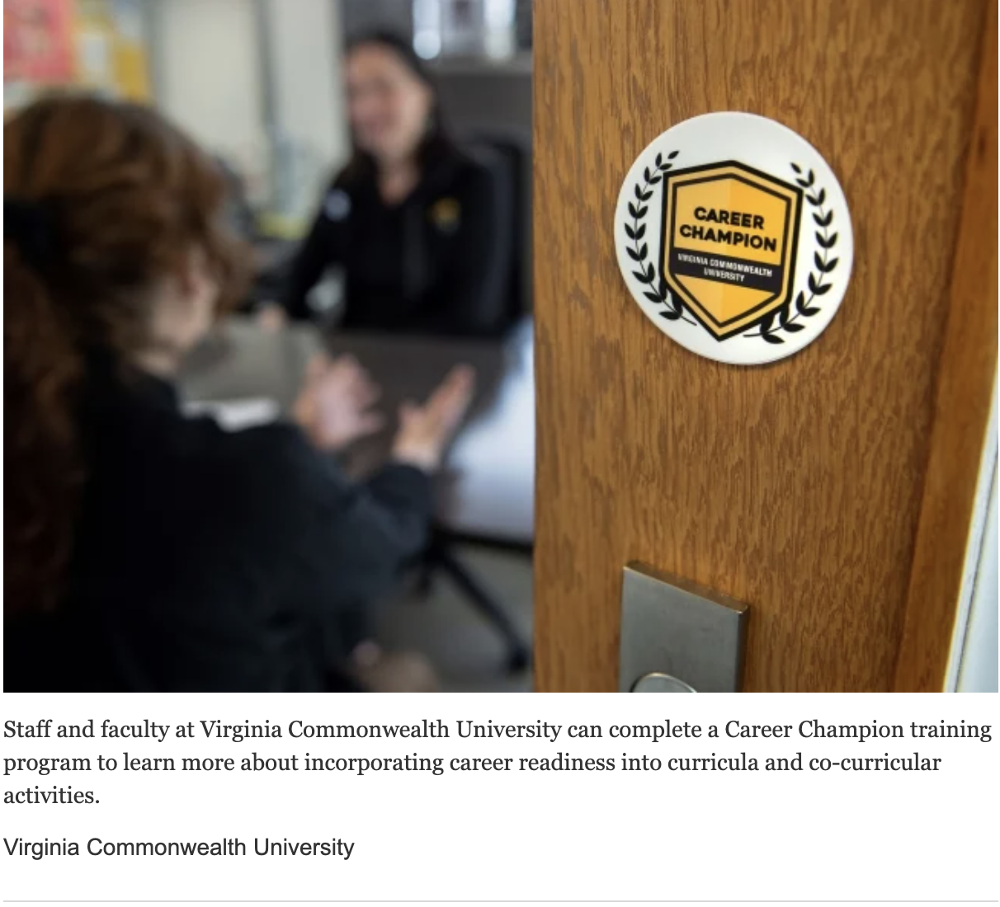 CAREER
CHAMPION
VIRGINIA COMMONWEALTH
UNIVERSITY
Staff and faculty at Virginia Commonwealth University can complete a Career Champion training
program to learn more about incorporating career readiness into curricula and co-curricular
activities.
Virginia Commonwealth University